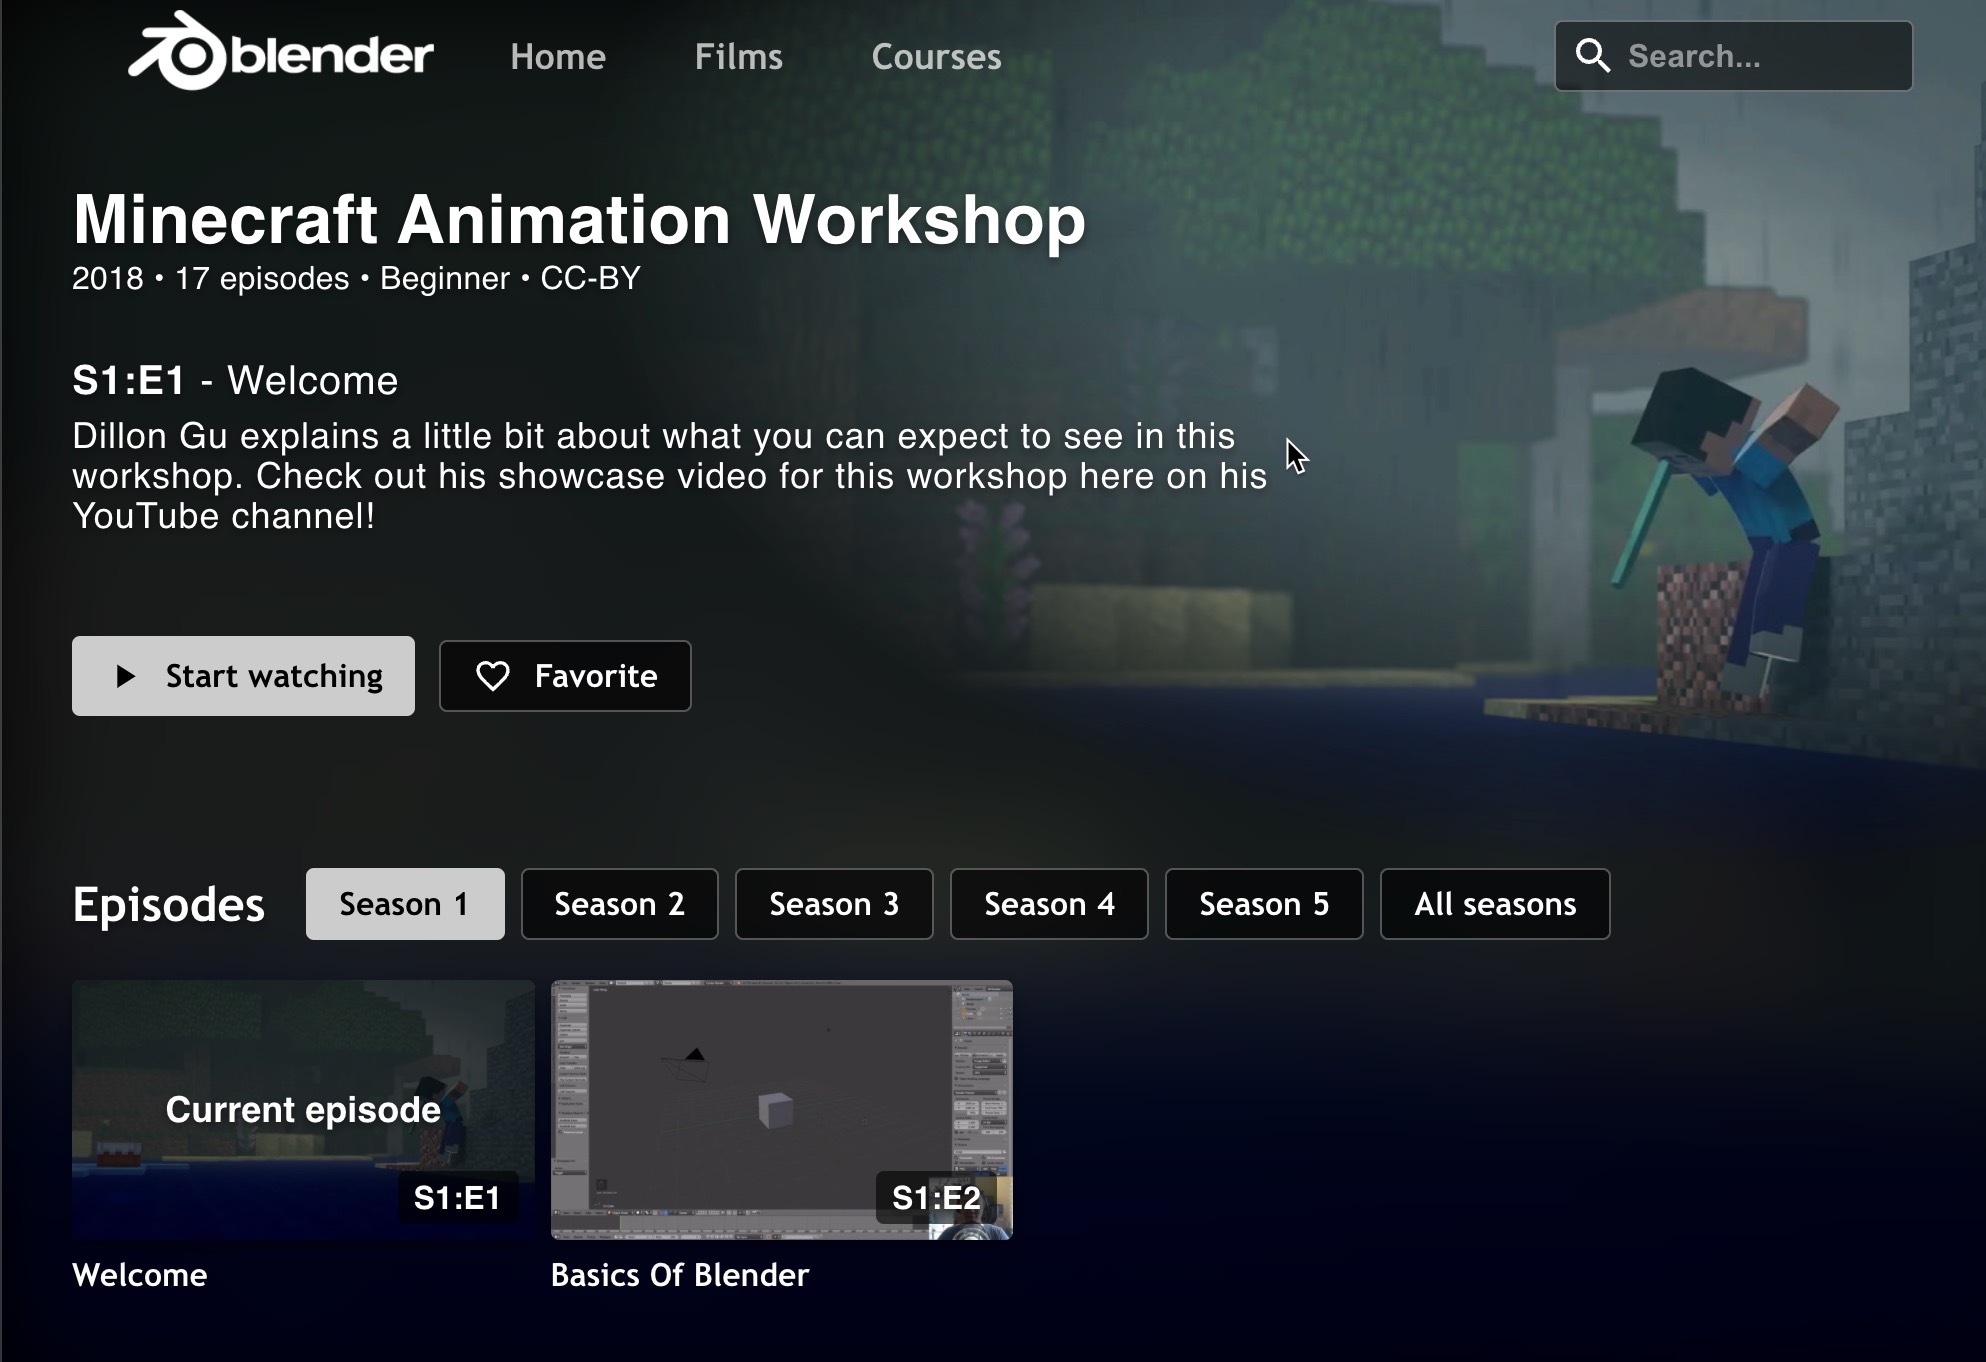 blender
Home
Films
Courses
Search...
Minecraft Animation Workshop
2018 • 17 episodes • Beginner • CC-BY
S1:E1 - Welcome
Dillon Gu explains a little bit about what you can expect to see in this
workshop. Check out his showcase video for this workshop here on his
YouTube channel!
Start watching
Favorite
Episodes
Season 1
Season 2
Season 3
Season 4
Season 5
All seasons
Current episode
S1:E1
S1:E2
Welcome
Basics Of Blender